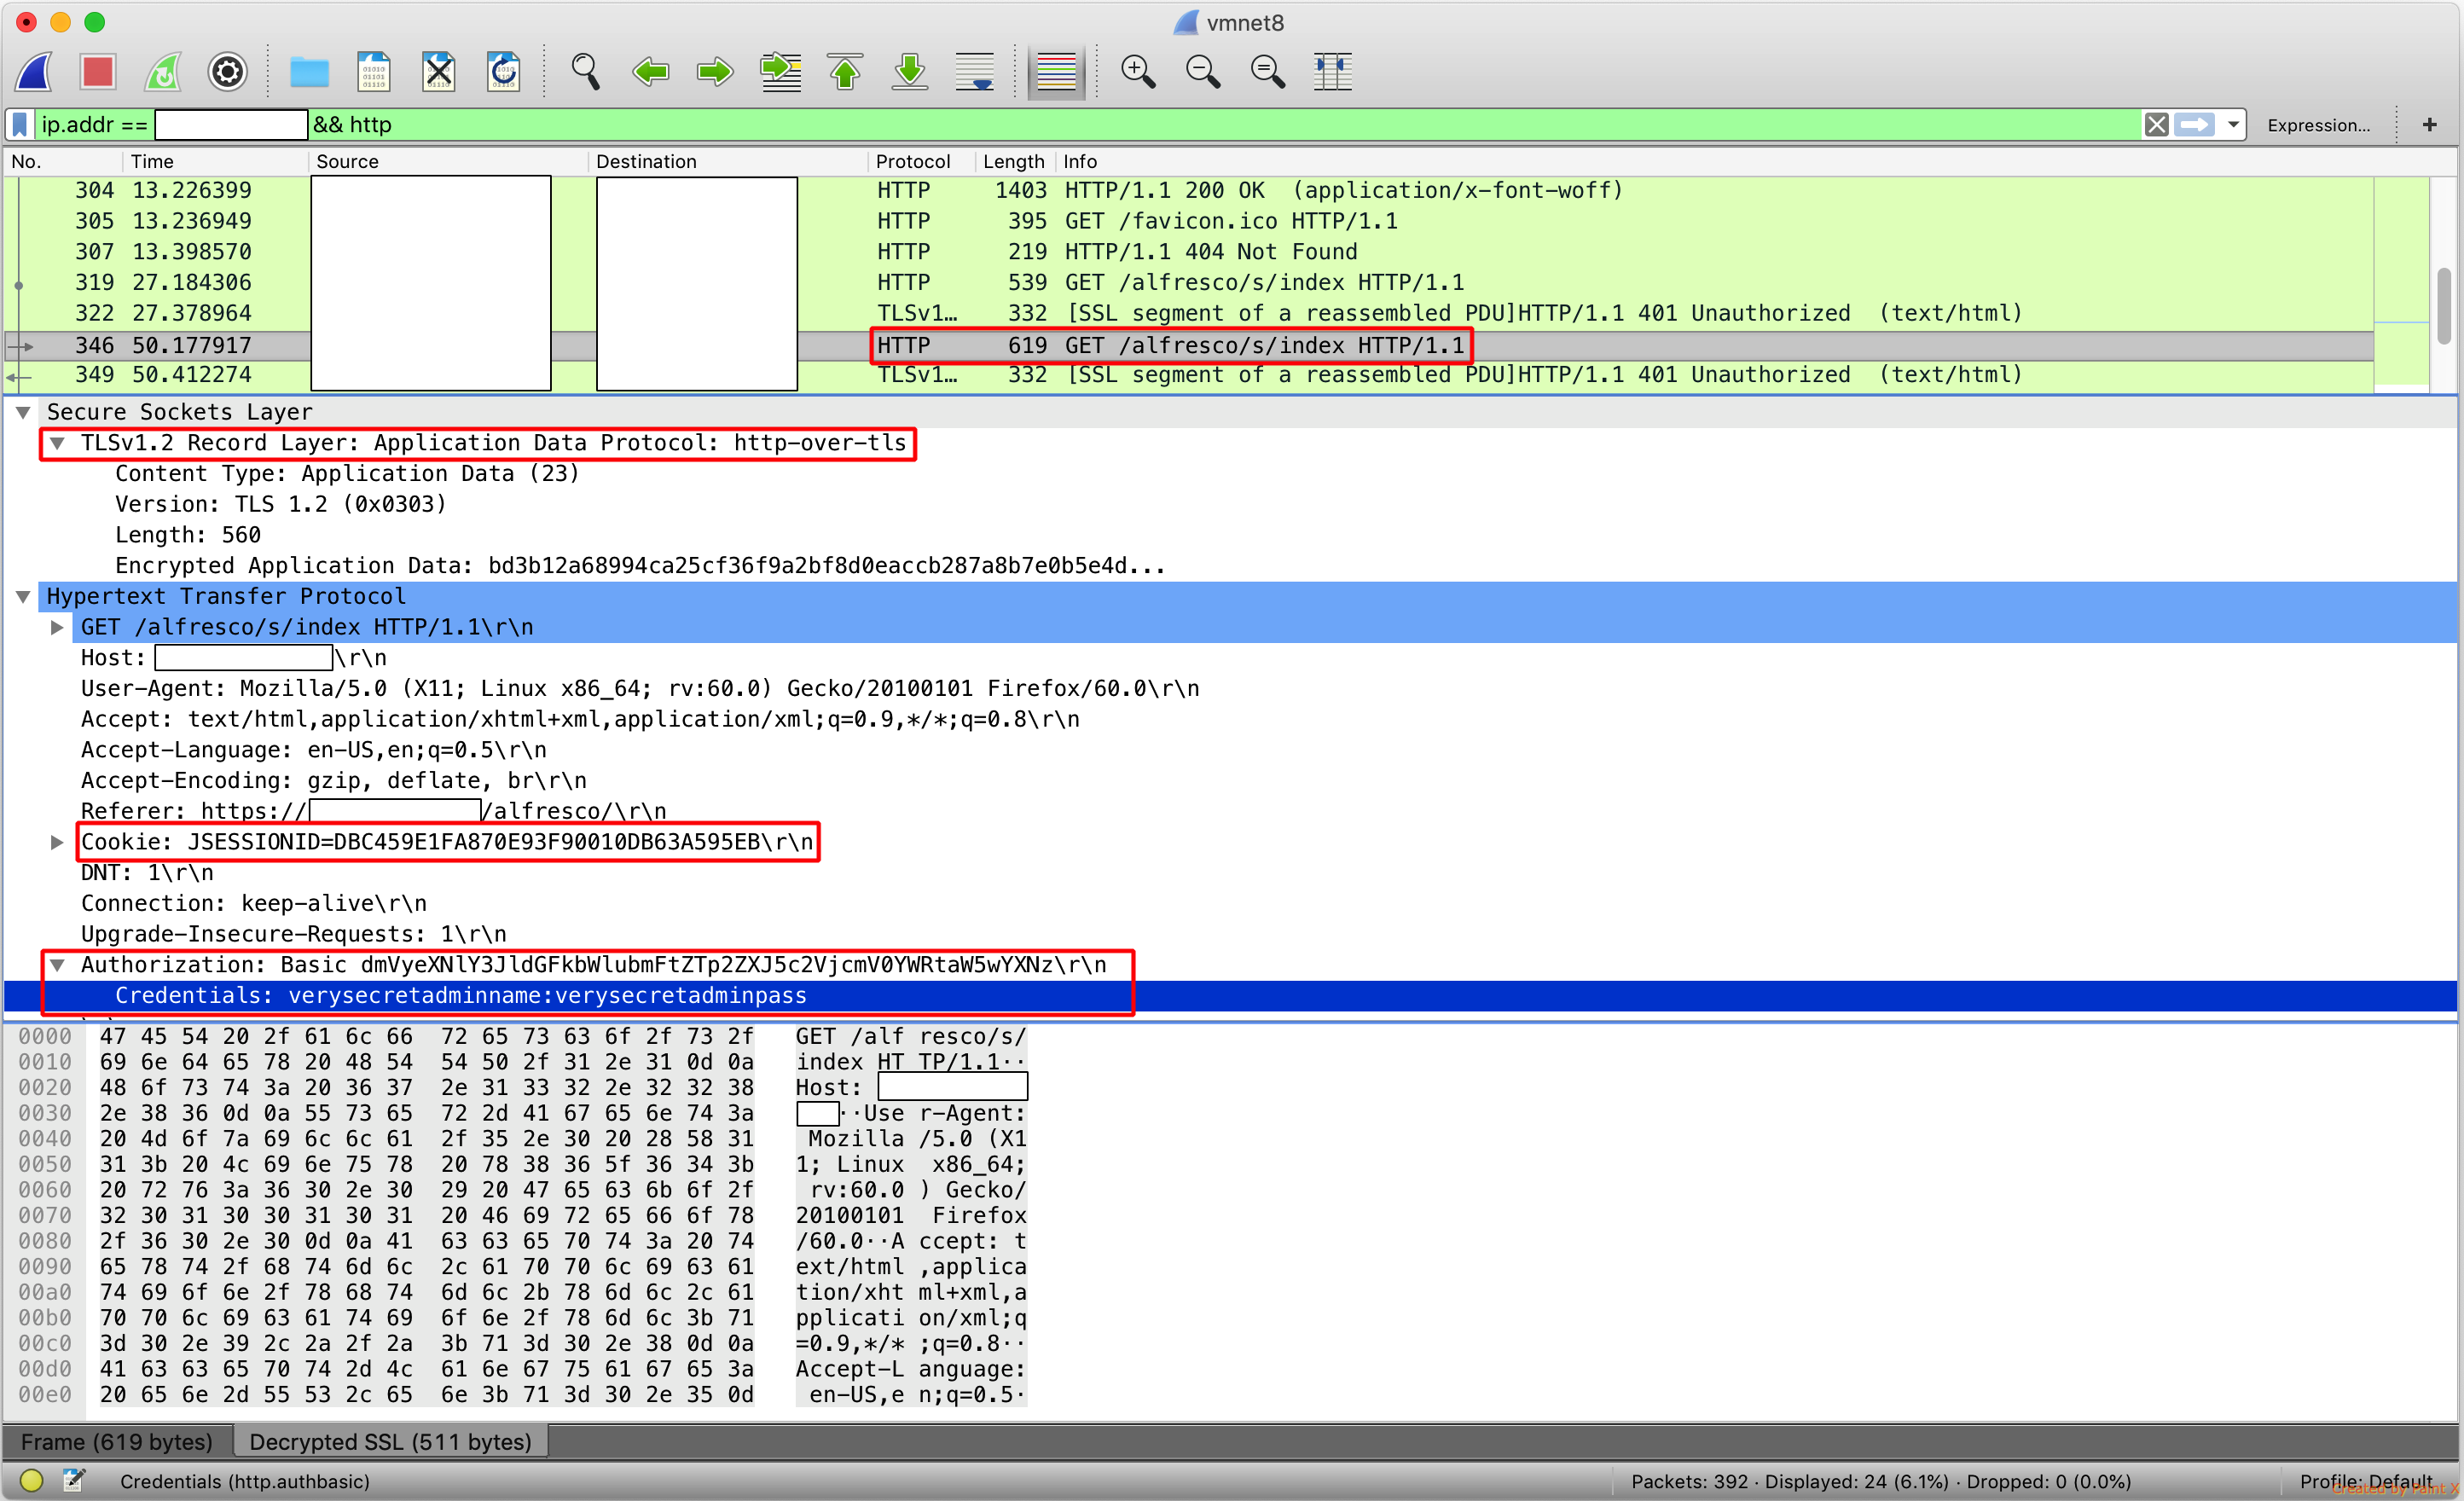 vmnet8
ip.addr == && http
Expression...
+
No. Time Source Destination Protocol Length Info
304 13.226399 HTTP 1403 HTTP/1.1 200 OK (application/x-font-woff)
305 13.236949 HTTP 395 GET /favicon.ico HTTP/1.1
307 13.398570 HTTP 219 HTTP/1.1 404 Not Found
319 27.184306 HTTP 539 GET /alfresco/s/index HTTP/1.1
322 27.378964 TLSv1… 332 [SSL segment of a reassembled PDU]HTTP/1.1 401 Unauthorized (text/html)
346 50.177917 HTTP 619 GET /alfresco/s/index HTTP/1.1
349 50.412274 TLSv1… 332 [SSL segment of a reassembled PDU]HTTP/1.1 401 Unauthorized (text/html)
Secure Sockets Layer
TLSv1.2 Record Layer: Application Data Protocol: http-over-tls
Content Type: Application Data (23)
Version: TLS 1.2 (0x0303)
Length: 560
Encrypted Application Data: bd3b12a68994ca25cf36f9a2bf8d0eaccb287a8b7e0b5e4d...
Hypertext Transfer Protocol
GET /alfresco/s/index HTTP/1.1\r\n
Host: \r\n
User-Agent: Mozilla/5.0 (X11; Linux x86_64; rv:60.0) Gecko/20100101 Firefox/60.0\r\n
Accept: text/html,application/xhtml+xml,application/xml;q=0.9,*/*;q=0.8\r\n
Accept-Language: en-US,en;q=0.5\r\n
Accept-Encoding: gzip, deflate, br\r\n
Referer: https:// /alfresco/\r\n
Cookie: JSESSIONID=DBC459E1FA870E93F90010DB63A595EB\r\n
DNT: 1\r\n
Connection: keep-alive\r\n
Upgrade-Insecure-Requests: 1\r\n
Authorization: Basic dmVyeXNlY3JldGFkbWlubmFtZTp2ZXJ5c2VjcmV0YWRtaW5wYXNz\r\n
Credentials: verysecretadminname:verysecretadminpass
0000 47 45 54 20 2f 61 6c 66 72 65 73 63 6f 2f 73 2f GET /alf resco/s/
0010 69 6e 64 65 78 20 48 54 54 50 2f 31 2e 31 0d 0a index HT TP/1.1··
0020 48 6f 73 74 3a 20 36 37 2e 31 33 32 2e 32 32 38 Host:
0030 2e 38 36 0d 0a 55 73 65 72 2d 41 67 65 6e 74 3a ··Use r-Agent:
0040 20 4d 6f 7a 69 6c 6c 61 2f 35 2e 30 20 28 58 31 Mozilla /5.0 (X1
0050 31 3b 20 4c 69 6e 75 78 20 78 38 36 5f 36 34 3b 1; Linux x86_64;
0060 20 72 76 3a 36 30 2e 30 29 20 47 65 63 6b 6f 2f rv:60.0 ) Gecko/
0070 32 30 31 30 30 31 30 31 20 46 69 72 65 66 6f 78 20100101 Firefox
0080 2f 36 30 2e 30 0d 0a 41 63 63 65 70 74 3a 20 74 /60.0··A ccept: t
0090 65 78 74 2f 68 74 6d 6c 2c 61 70 70 6c 69 63 61 ext/html ,applica
00a0 74 69 6f 6e 2f 78 68 74 6d 6c 2b 78 6d 6c 2c 61 tion/xht ml+xml,a
00b0 70 70 6c 69 63 61 74 69 6f 6e 2f 78 6d 6c 3b 71 pplicati on/xml;q
00c0 3d 30 2e 39 2c 2a 2f 2a 3b 71 3d 30 2e 38 0d 0a =0.9,*/* ;q=0.8··
00d0 41 63 63 65 70 74 2d 4c 61 6e 67 75 61 67 65 3a Accept-L anguage:
00e0 20 65 6e 2d 55 53 2c 65 6e 3b 71 3d 30 2e 35 0d en-US,e n;q=0.5·
Frame (619 bytes) Decrypted SSL (511 bytes)
Credentials (http.authbasic) Packets: 392 · Displayed: 24 (6.1%) · Dropped: 0 (0.0%) Profile: Default
Created by Paint X